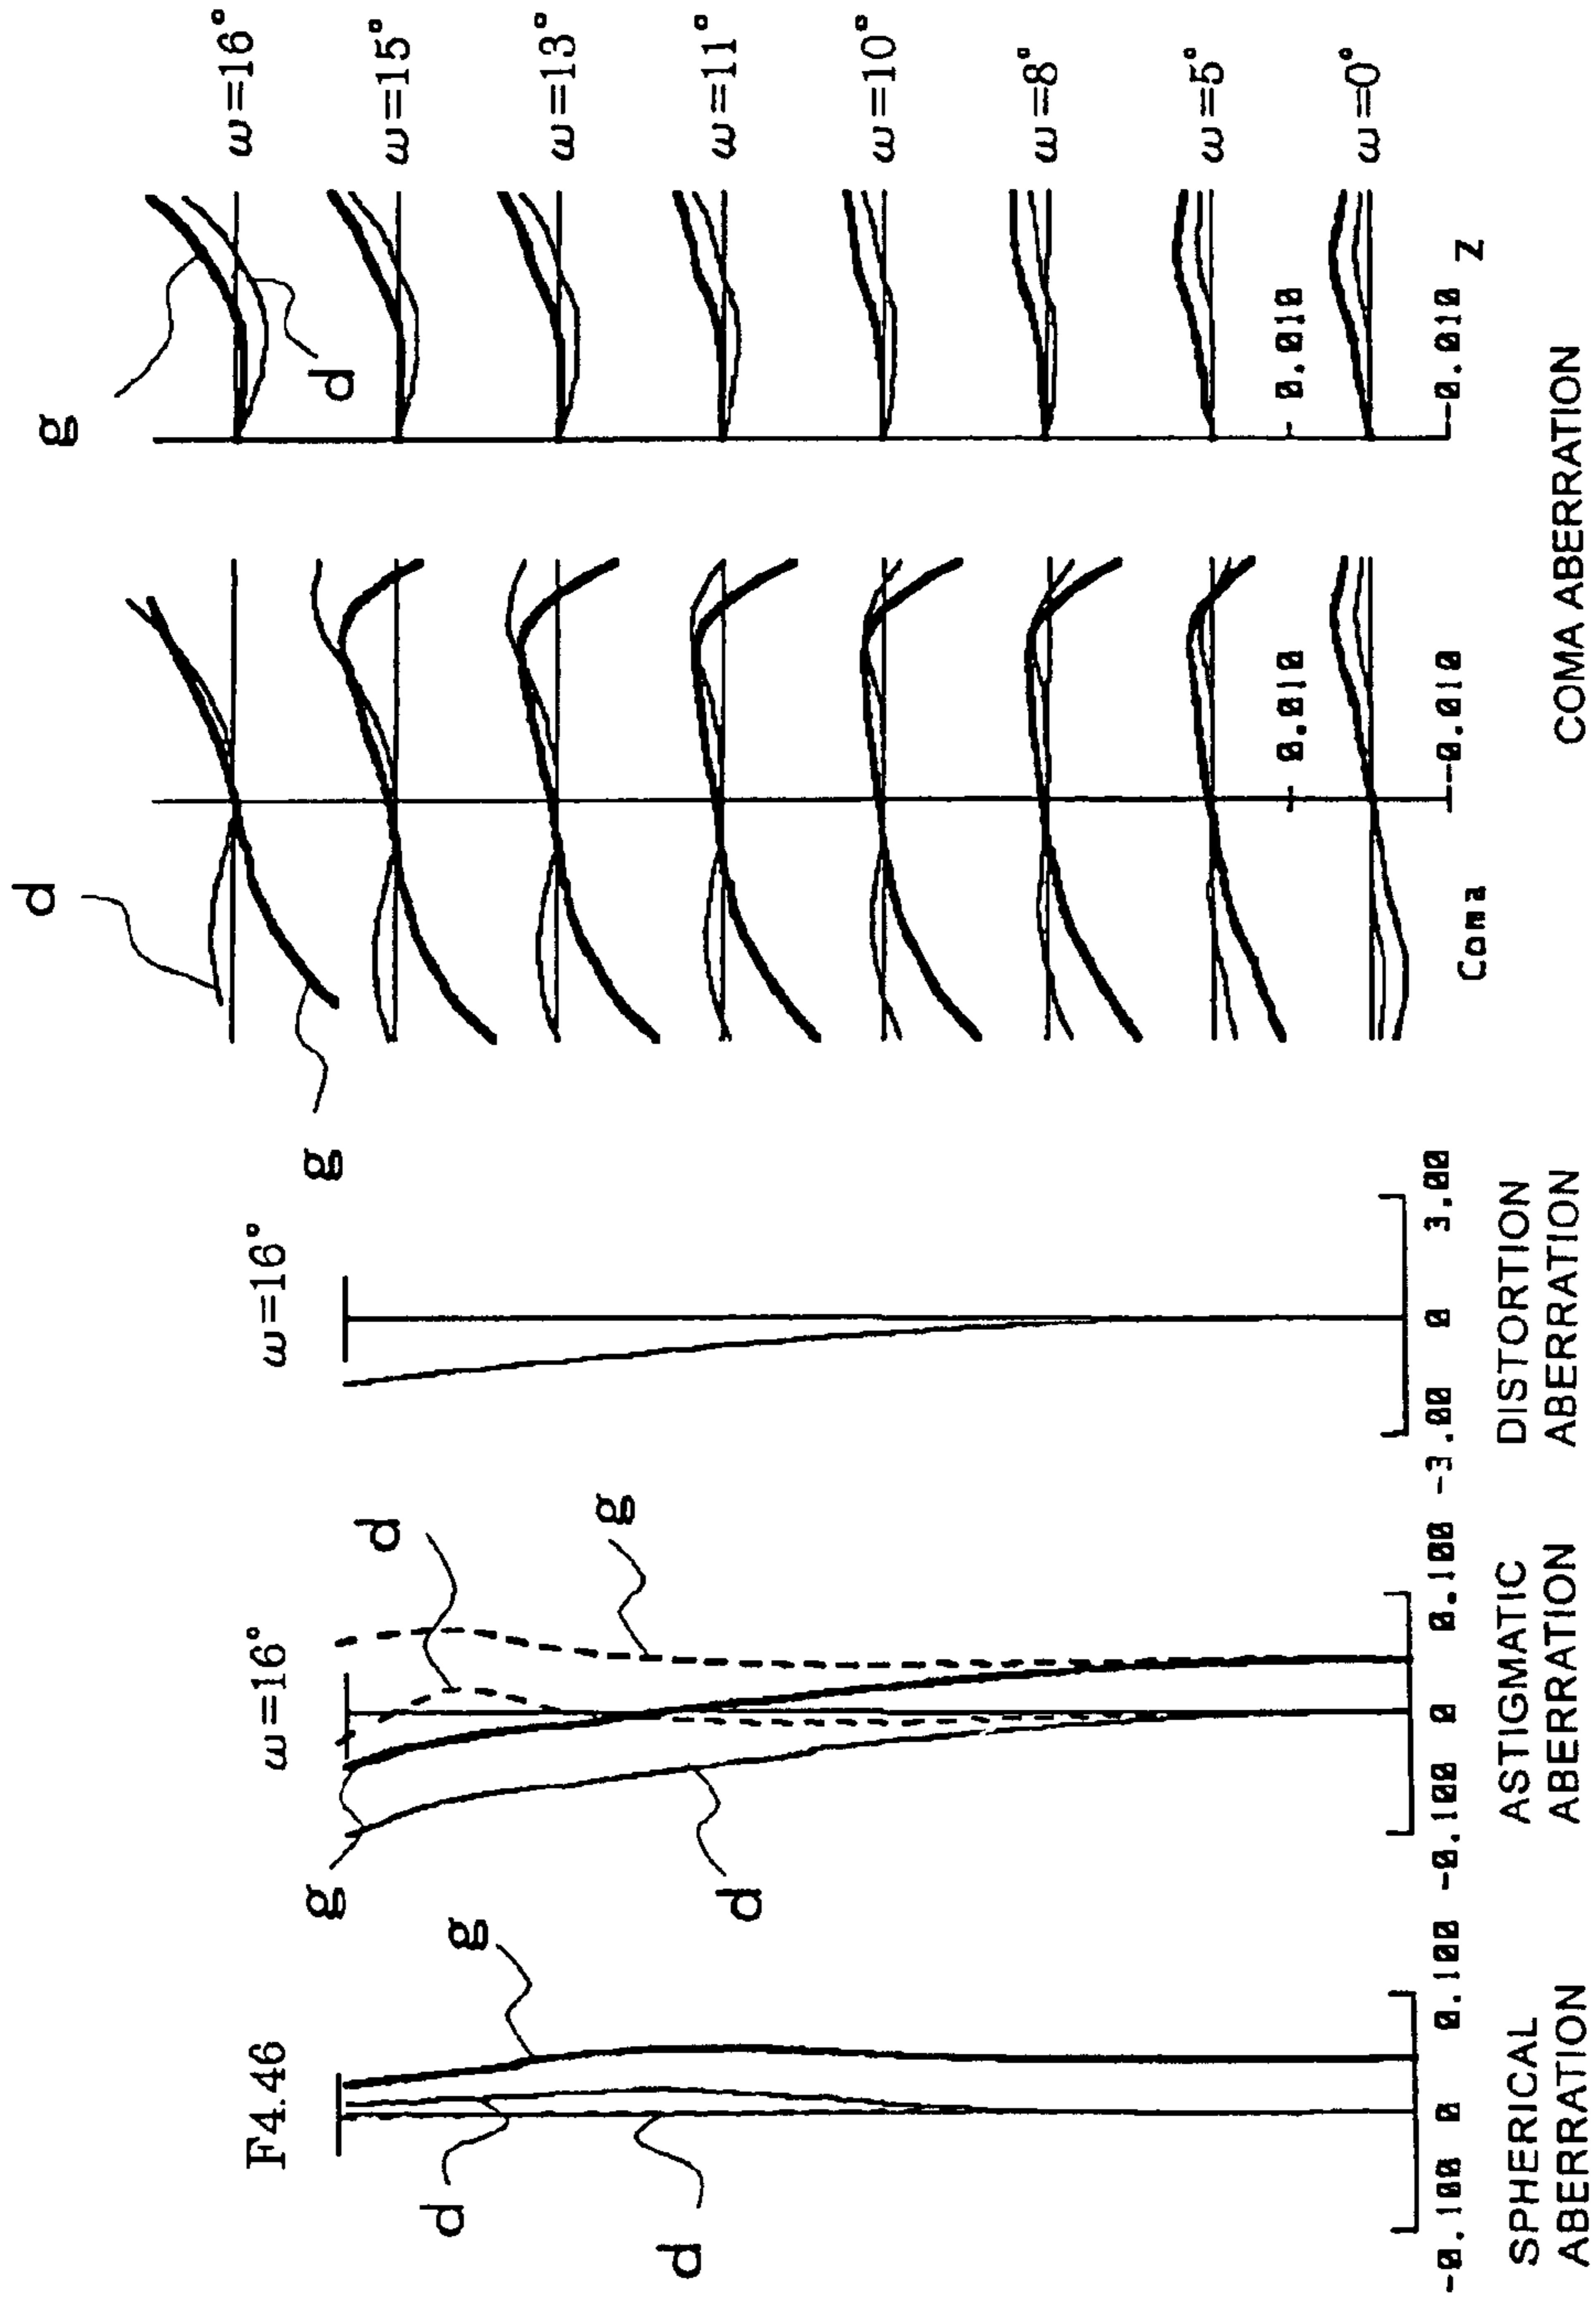 F4.46
g
d
d
-0.100 0 0.100
SPHERICAL
ABERRATION
ω=16°
d
g
g
d
-0.100 0 0.100
ASTIGMATIC
ABERRATION
ω=16°
-3.00 0 3.00
DISTORTION
ABERRATION
d
g
0.010
-0.010
Coma
g
d
ω=16°
ω=15°
ω=13°
ω=11°
ω=10°
ω=8°
ω=5°
0.010
ω=0°
-0.010
Z
COMA ABERRATION